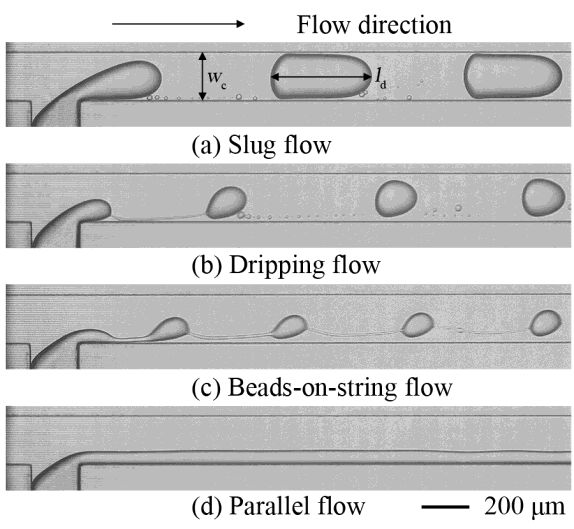 Flow direction
w_c
l_d
(a) Slug flow
(b) Dripping flow
(c) Beads-on-string flow
(d) Parallel flow
200 μm